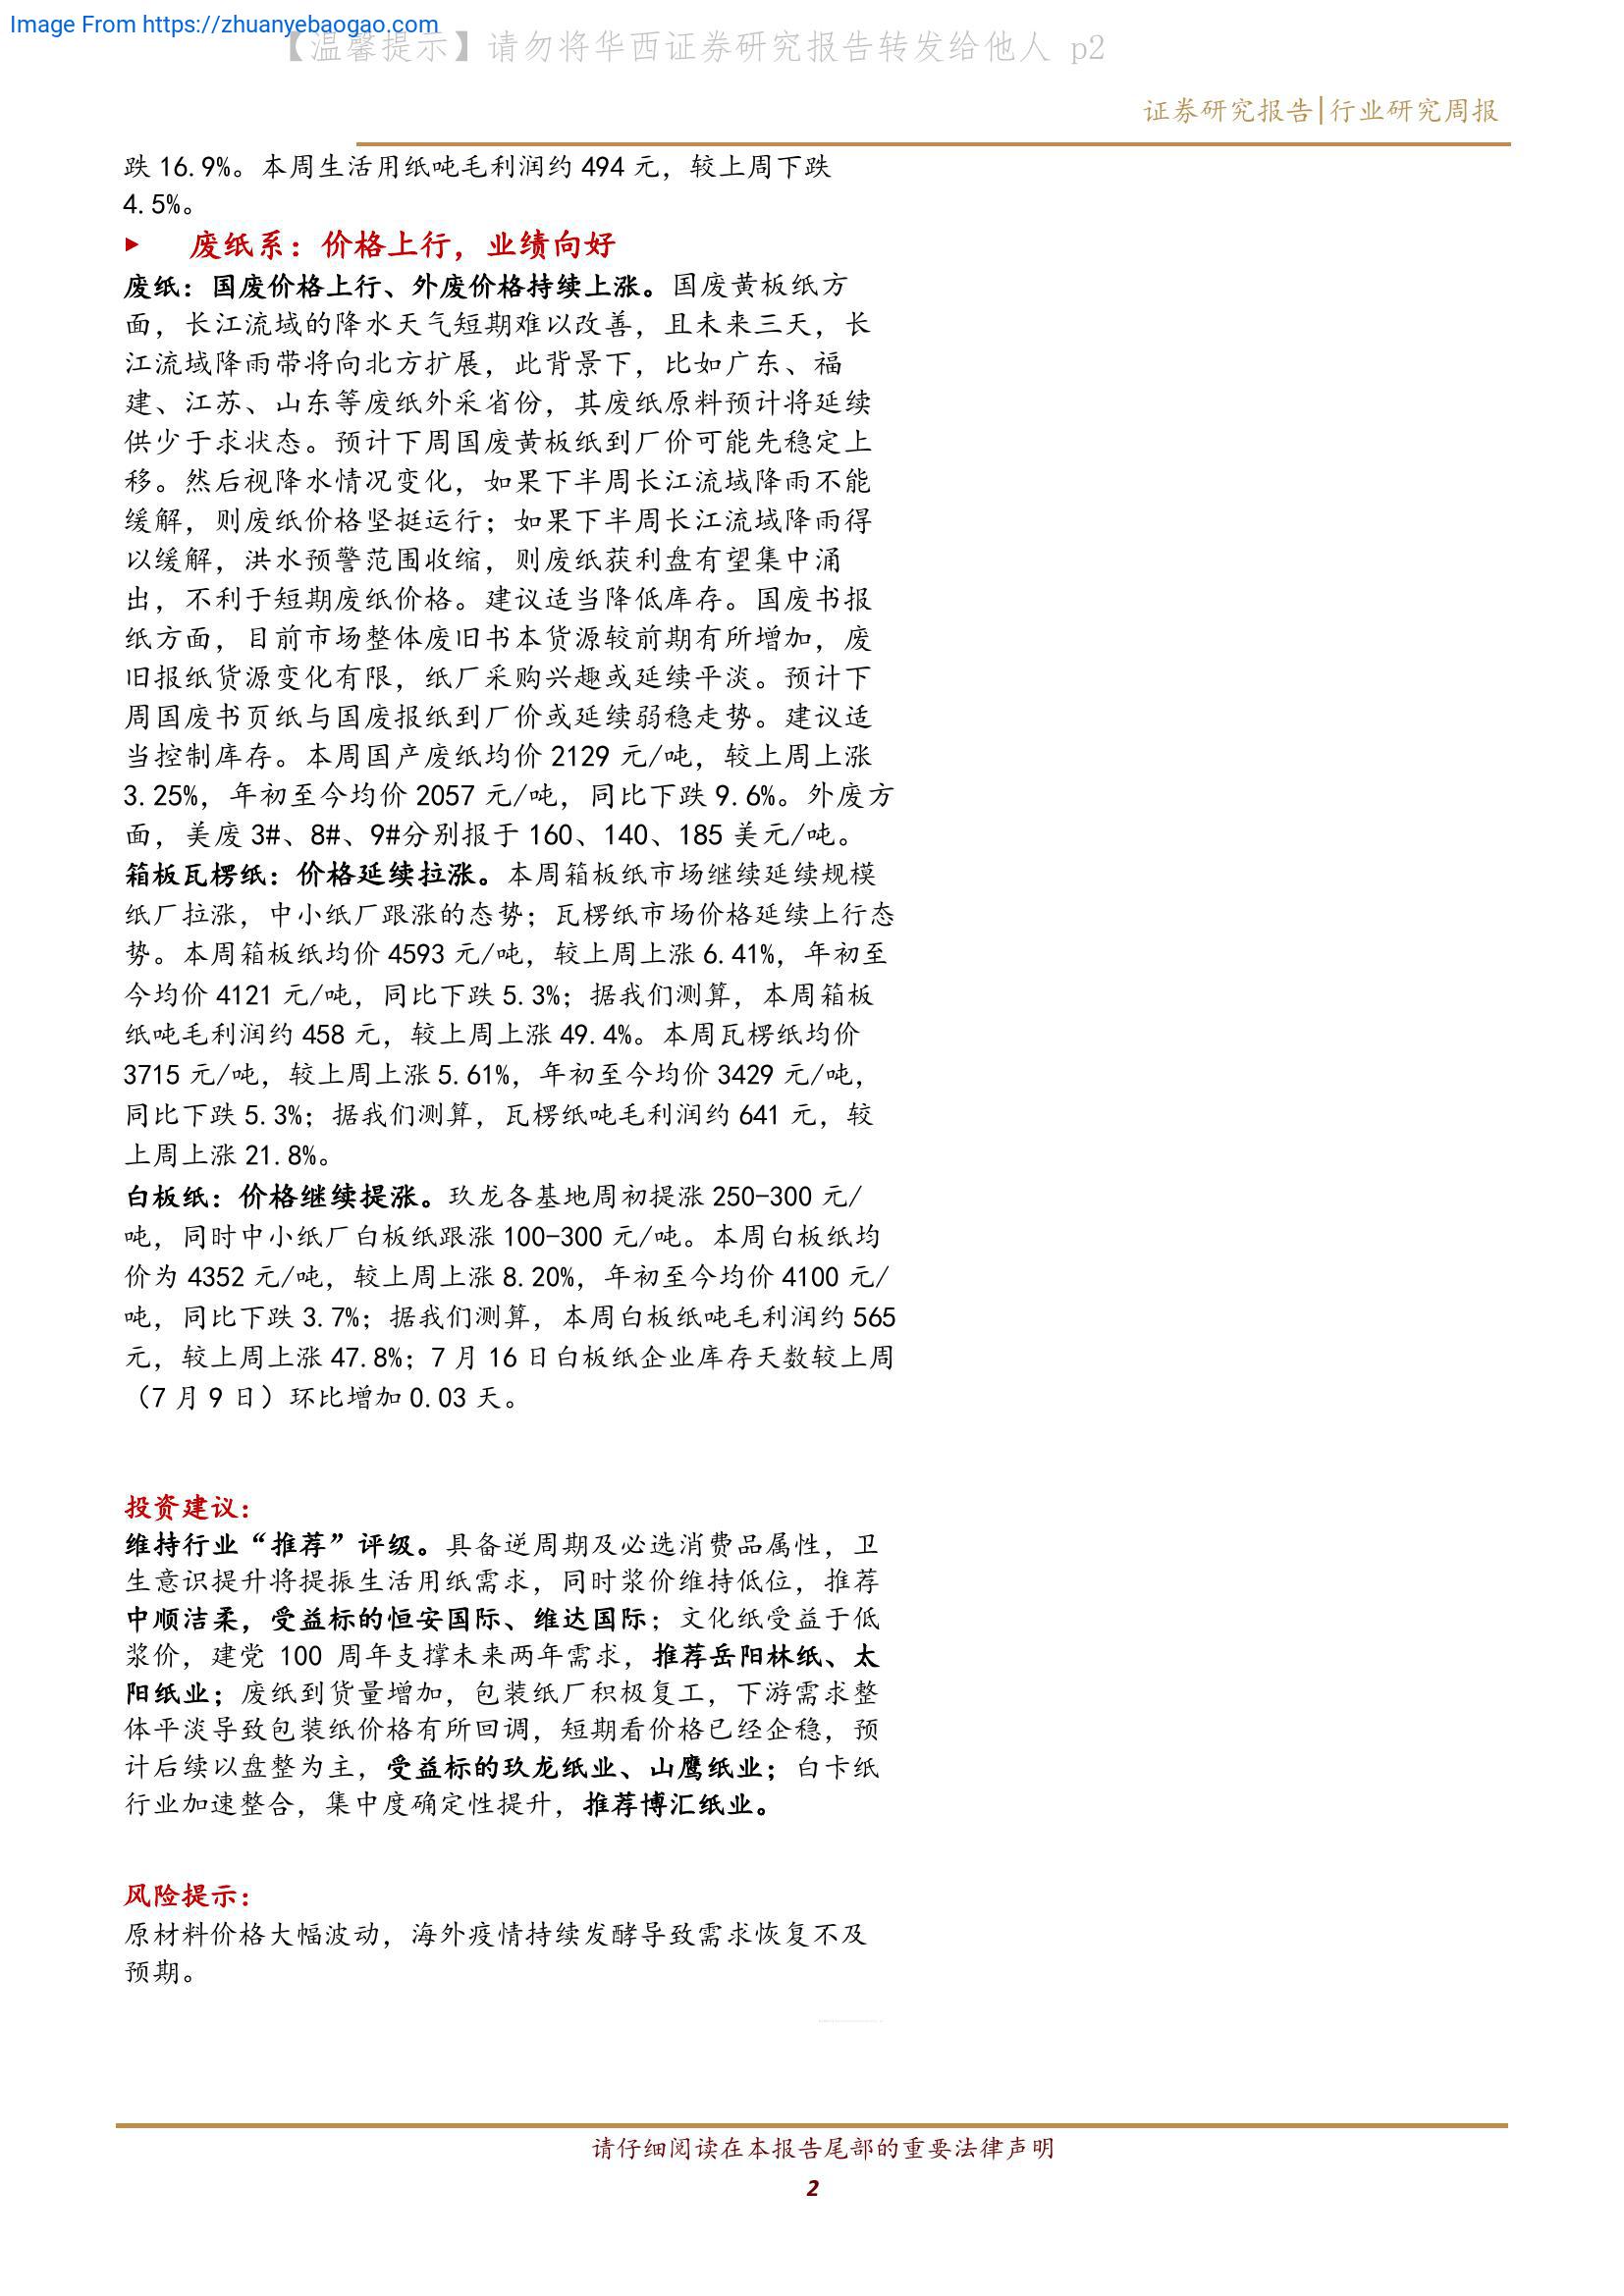 Image From https://zhuanyebaogao.com
【温馨提示】请勿将华西证券研究报告转发给他人 p2
证券研究报告|行业研究周报
跌 16.9%。本周生活用纸吨毛利润约 494 元，较上周下跌
4.5%。
► 废纸系：价格上行，业绩向好
废纸：国废价格上行、外废价格持续上涨。国废黄板纸方
面，长江流域的降水天气短期难以改善，且未来三天，长
江流域降雨带将向北方扩展，此背景下，比如广东、福
建、江苏、山东等废纸外采省份，其废纸原料预计将延续
供少于求状态。预计下周国废黄板纸到厂价可能先稳定上
移。然后视降水情况变化，如果下半周长江流域降雨不能
缓解，则废纸价格坚挺运行；如果下半周长江流域降雨得
以缓解，洪水预警范围收缩，则废纸获利盘有望集中涌
出，不利于短期废纸价格。建议适当降低库存。国废书报
纸方面，目前市场整体废旧书本货源较前期有所增加，废
旧报纸货源变化有限，纸厂采购兴趣或延续平淡。预计下
周国废书页纸与国废报纸到厂价或延续弱稳走势。建议适
当控制库存。本周国产废纸均价 2129 元/吨，较上周上涨
3.25%，年初至今均价 2057 元/吨，同比下跌 9.6%。外废方
面，美废 3#、8#、9#分别报于 160、140、185 美元/吨。
箱板瓦楞纸：价格延续拉涨。本周箱板纸市场继续延续规模
纸厂拉涨，中小纸厂跟涨的态势；瓦楞纸市场价格延续上行态
势。本周箱板纸均价 4593 元/吨，较上周上涨 6.41%，年初至
今均价 4121 元/吨，同比下跌 5.3%；据我们测算，本周箱板
纸吨毛利润约 458 元，较上周上涨 49.4%。本周瓦楞纸均价
3715 元/吨，较上周上涨 5.61%，年初至今均价 3429 元/吨，
同比下跌 5.3%；据我们测算，瓦楞纸吨毛利润约 641 元，较
上周上涨 21.8%。
白板纸：价格继续提涨。玖龙各基地周初提涨 250-300 元/
吨，同时中小纸厂白板纸跟涨 100-300 元/吨。本周白板纸均
价为 4352 元/吨，较上周上涨 8.20%，年初至今均价 4100 元/
吨，同比下跌 3.7%；据我们测算，本周白板纸吨毛利润约 565
元，较上周上涨 47.8%；7 月 16 日白板纸企业库存天数较上周
（7 月 9 日）环比增加 0.03 天。
投资建议：
维持行业“推荐”评级。具备逆周期及必选消费品属性，卫
生意识提升将提振生活用纸需求，同时浆价维持低位，推荐
中顺洁柔，受益标的恒安国际、维达国际；文化纸受益于低
浆价，建党 100 周年支撑未来两年需求，推荐岳阳林纸、太
阳纸业；废纸到货量增加，包装纸厂积极复工，下游需求整
体平淡导致包装纸价格有所回调，短期看价格已经企稳，预
计后续以盘整为主，受益标的玖龙纸业、山鹰纸业；白卡纸
行业加速整合，集中度确定性提升，推荐博汇纸业。
风险提示：
原材料价格大幅波动，海外疫情持续发酵导致需求恢复不及
预期。
请仔细阅读在本报告尾部的重要法律声明
2